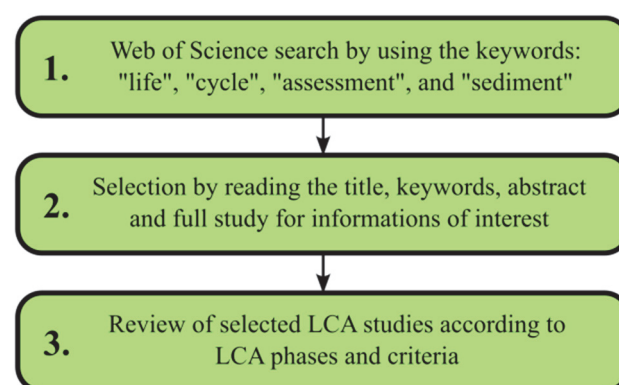 1.
Web of Science search by using the keywords:
"life", "cycle", "assessment", and "sediment"
2.
Selection by reading the title, keywords, abstract
and full study for informations of interest
3.
Review of selected LCA studies according to
LCA phases and criteria